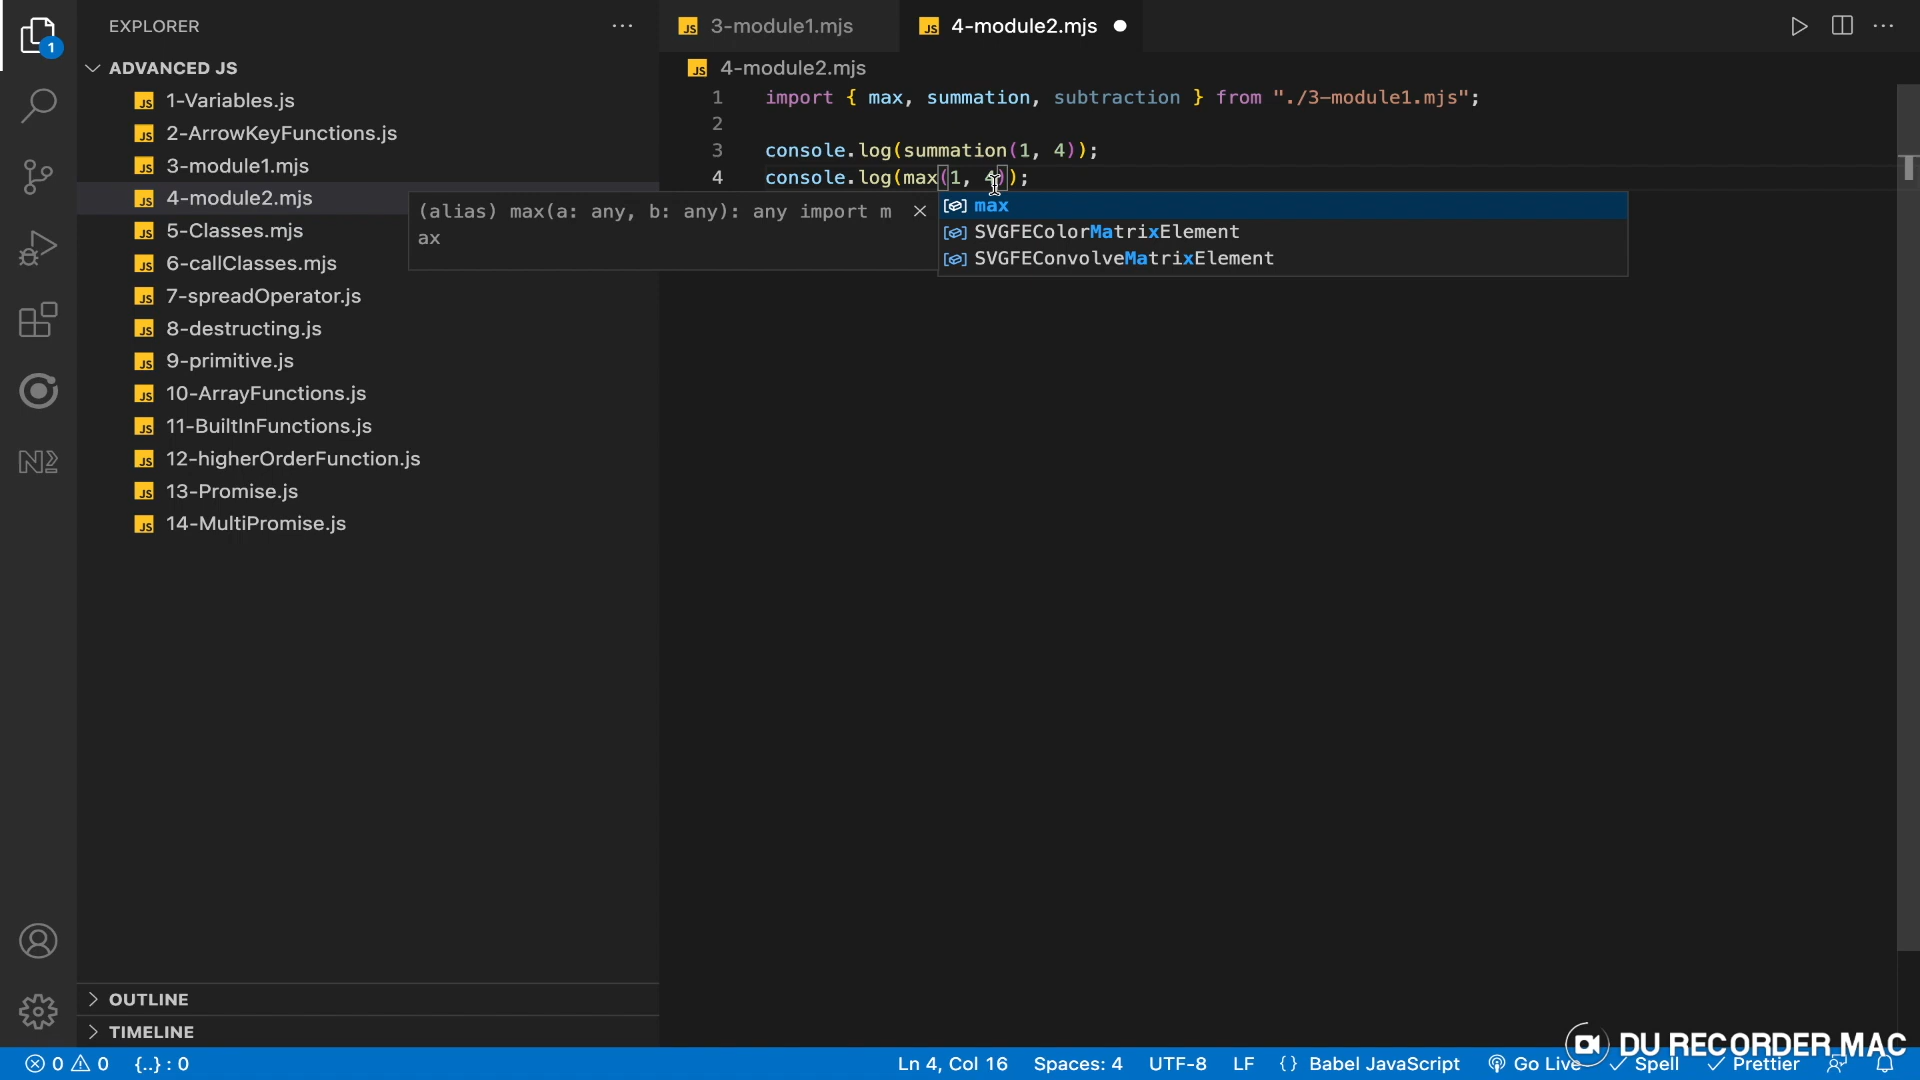 EXPLORER
ADVANCED JS
1-Variables.js
2-ArrowKeyFunctions.js
3-module1.mjs
4-module2.mjs
5-Classes.mjs
6-callClasses.mjs
7-spreadOperator.js
8-destructing.js
9-primitive.js
10-ArrayFunctions.js
11-BuiltInFunctions.js
12-higherOrderFunction.js
13-Promise.js
14-MultiPromise.js
OUTLINE
TIMELINE
3-module1.mjs
4-module2.mjs
4-module2.mjs
1 import { max, summation, subtraction } from "./3-module1.mjs";
2
3 console.log(summation(1, 4));
4 console.log(max(1, 4));
(alias) max(a: any, b: any): any import m
ax
max
SVGFEColorMatrixElement
SVGFEConvolveMatrixElement
DU RECORDER MAC
0 0 {..} : 0 Ln 4, Col 16 Spaces: 4 UTF-8 LF {} Babel JavaScript Go Live Spell Prettier